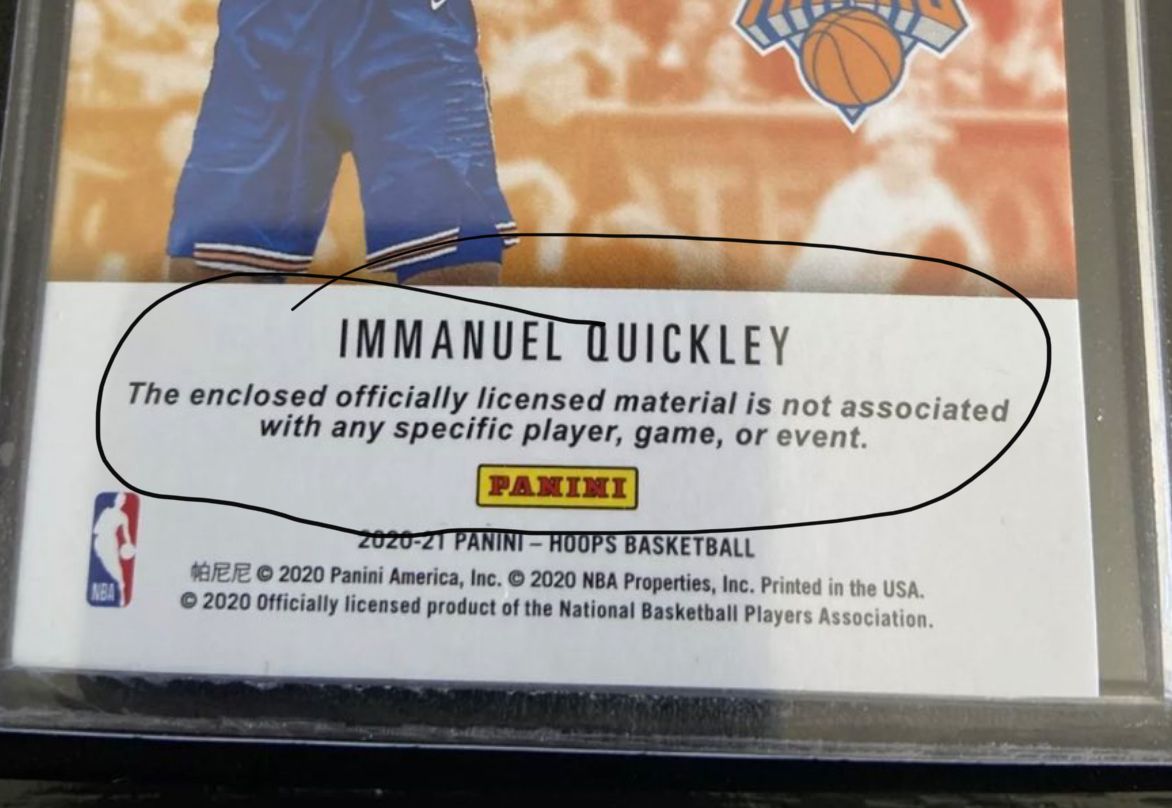 IMMANUEL QUICKLEY
The enclosed officially licensed material is not associated
with any specific player, game, or event.
PANINI
2020-21 PANINI – HOOPS BASKETBALL
帕尼尼 © 2020 Panini America, Inc. © 2020 NBA Properties, Inc. Printed in the USA.
© 2020 Officially licensed product of the National Basketball Players Association.
NBA